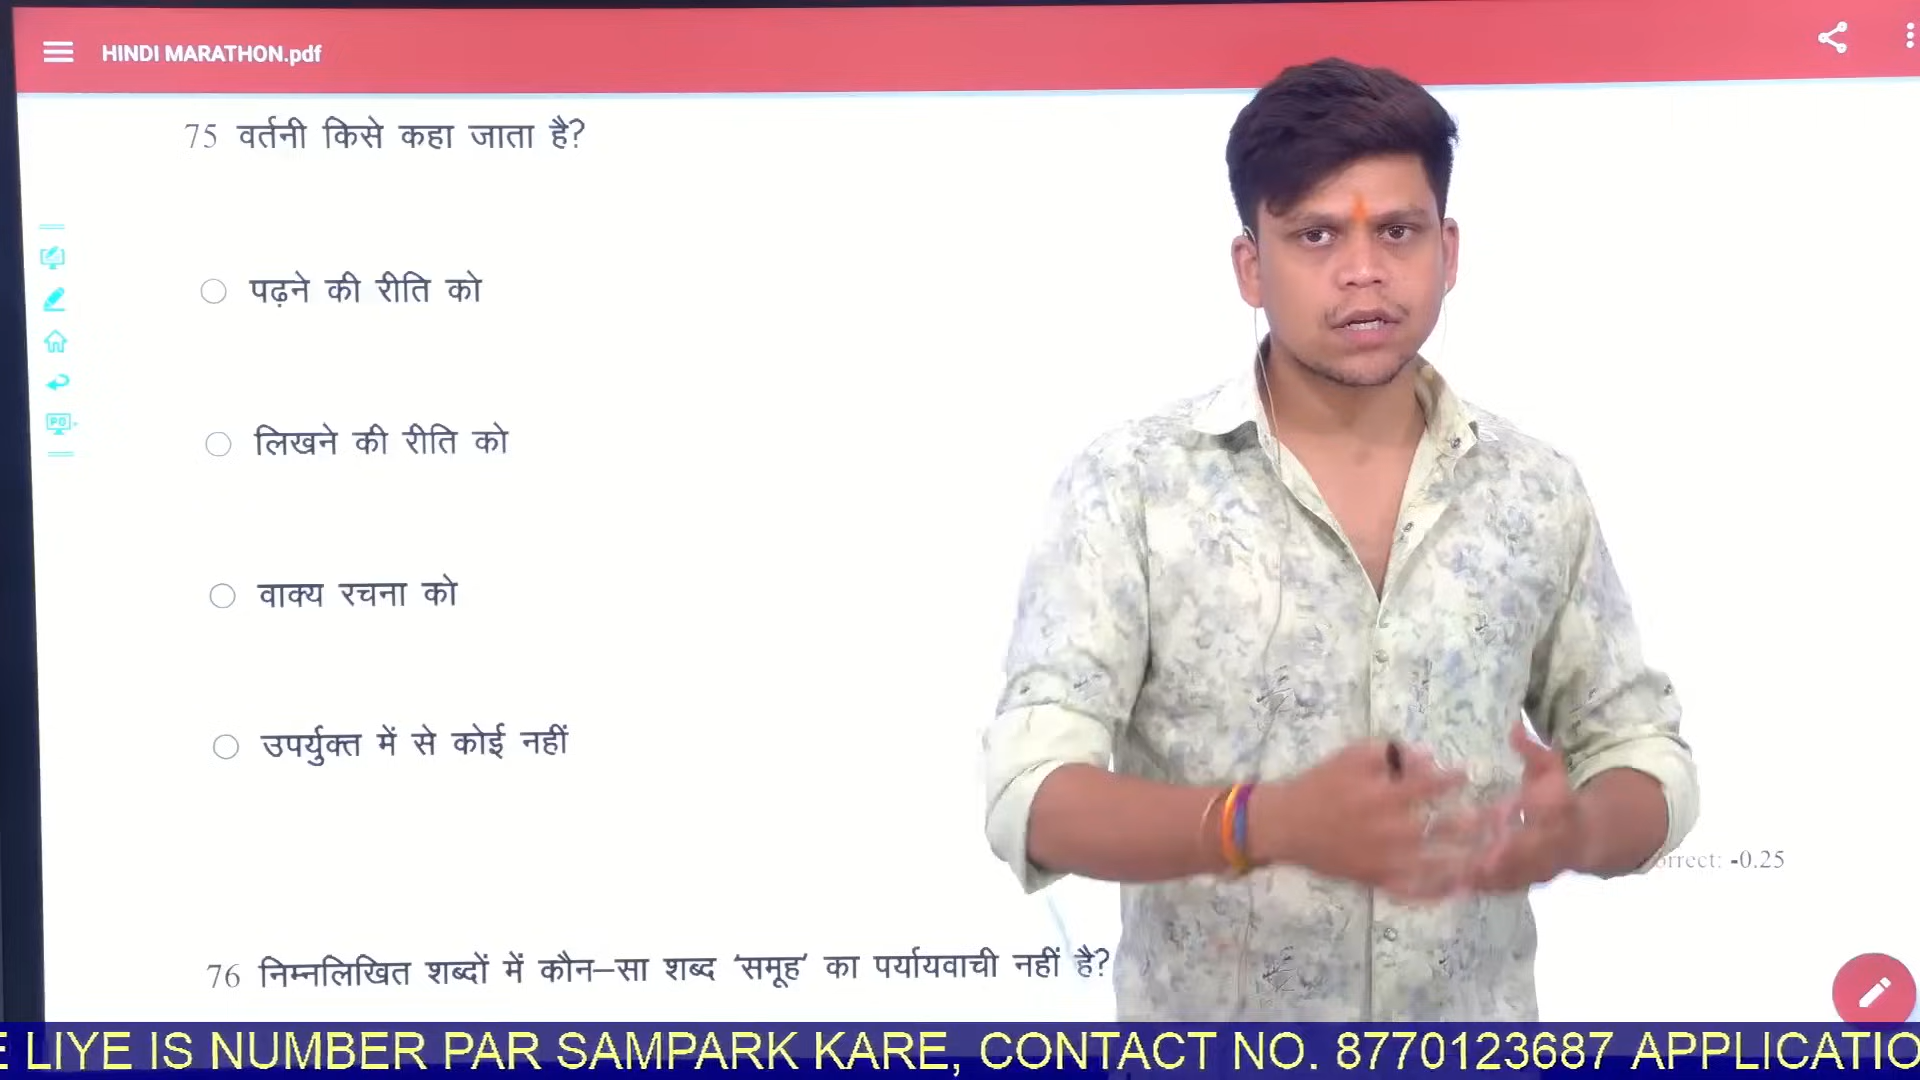 HINDI MARATHON.pdf
75 वर्तनी किसे कहा जाता है?
पढ़ने की रीति को
लिखने की रीति को
वाक्य रचना को
उपर्युक्त में से कोई नहीं
-0.25
76 निम्नलिखित शब्दों में कौन–सा शब्द ‘समूह’ का पर्यायवाची नहीं है?
LIYE IS NUMBER PAR SAMPARK KARE, CONTACT NO. 8770123687 APPLICATIO